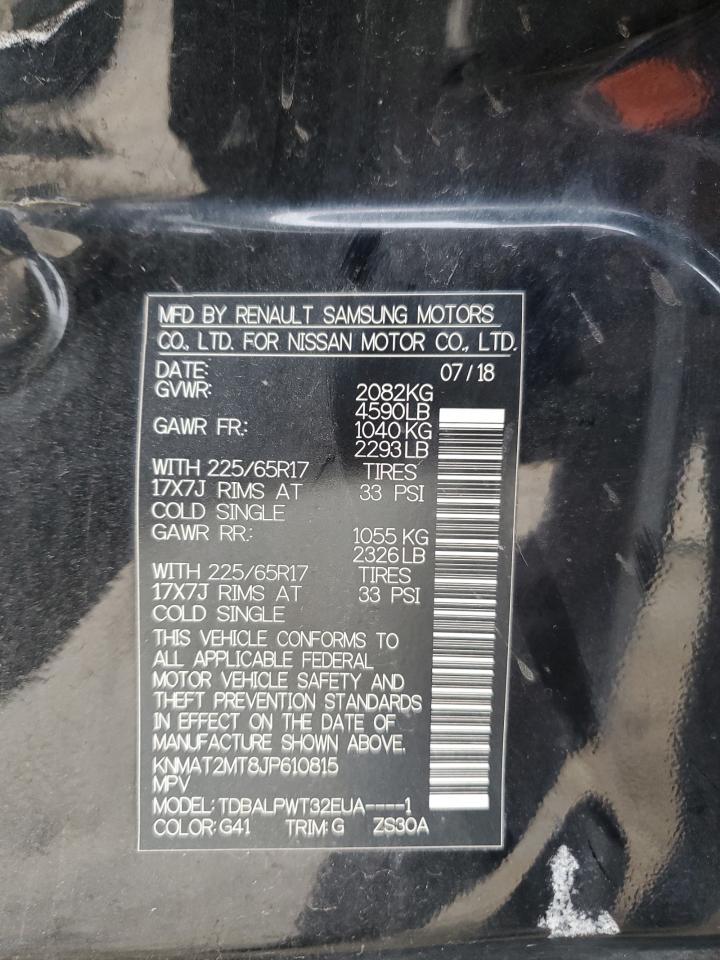 MFD BY RENAULT SAMSUNG MOTORS
CO., LTD. FOR NISSAN MOTOR CO., LTD.
DATE: 07/18
GVWR: 2082KG
4590LB
GAWR FR.: 1040KG
2293LB
WITH 225/65R17 TIRES
17X7J RIMS AT 33 PSI
COLD SINGLE
GAWR RR.: 1055KG
2326LB
WITH 225/65R17 TIRES
17X7J RIMS AT 33 PSI
COLD SINGLE
THIS VEHICLE CONFORMS TO
ALL APPLICABLE FEDERAL
MOTOR VEHICLE SAFETY AND
THEFT PREVENTION STANDARDS
IN EFFECT ON THE DATE OF
MANUFACTURE SHOWN ABOVE.
KNMAT2MT8JP610815
MPV
MODEL: TDBALPWT32EUA----1
COLOR: G41 TRIM: G ZS30A